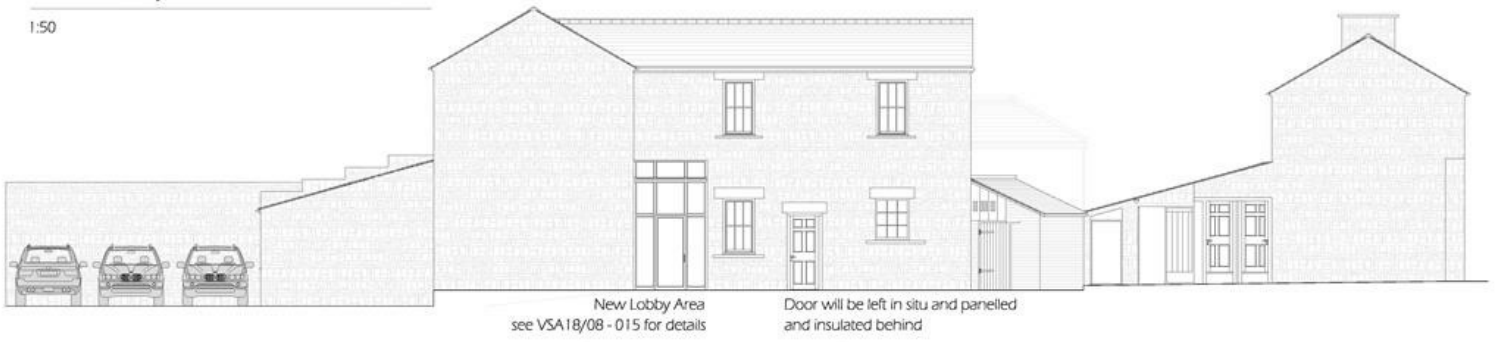 1:50
New Lobby Area
see VSA18/08 - 015 for details
Door will be left in situ and panelled
and insulated behind